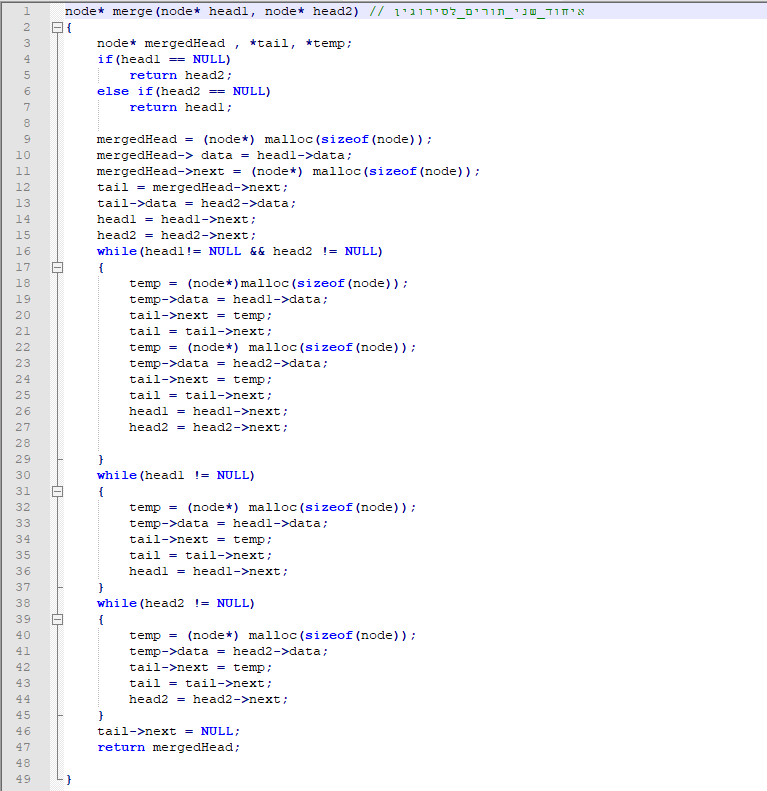 1 node* merge(node* head1, node* head2) // איחוד_שני_תורים_לסירוגין
2 {
3 node* mergedHead , *tail, *temp;
4 if(head1 == NULL)
5 return head2;
6 else if(head2 == NULL)
7 return head1;
8
9 mergedHead = (node*) malloc(sizeof(node));
10 mergedHead-> data = head1->data;
11 mergedHead->next = (node*) malloc(sizeof(node));
12 tail = mergedHead->next;
13 tail->data = head2->data;
14 head1 = head1->next;
15 head2 = head2->next;
16 while(head1!= NULL && head2 != NULL)
17 {
18 temp = (node*)malloc(sizeof(node));
19 temp->data = head1->data;
20 tail->next = temp;
21 tail = tail->next;
22 temp = (node*) malloc(sizeof(node));
23 temp->data = head2->data;
24 tail->next = temp;
25 tail = tail->next;
26 head1 = head1->next;
27 head2 = head2->next;
28
29 }
30 while(head1 != NULL)
31 {
32 temp = (node*) malloc(sizeof(node));
33 temp->data = head1->data;
34 tail->next = temp;
35 tail = tail->next;
36 head1 = head1->next;
37 }
38 while(head2 != NULL)
39 {
40 temp = (node*) malloc(sizeof(node));
41 temp->data = head2->data;
42 tail->next = temp;
43 tail = tail->next;
44 head2 = head2->next;
45 }
46 tail->next = NULL;
47 return mergedHead;
48
49 }